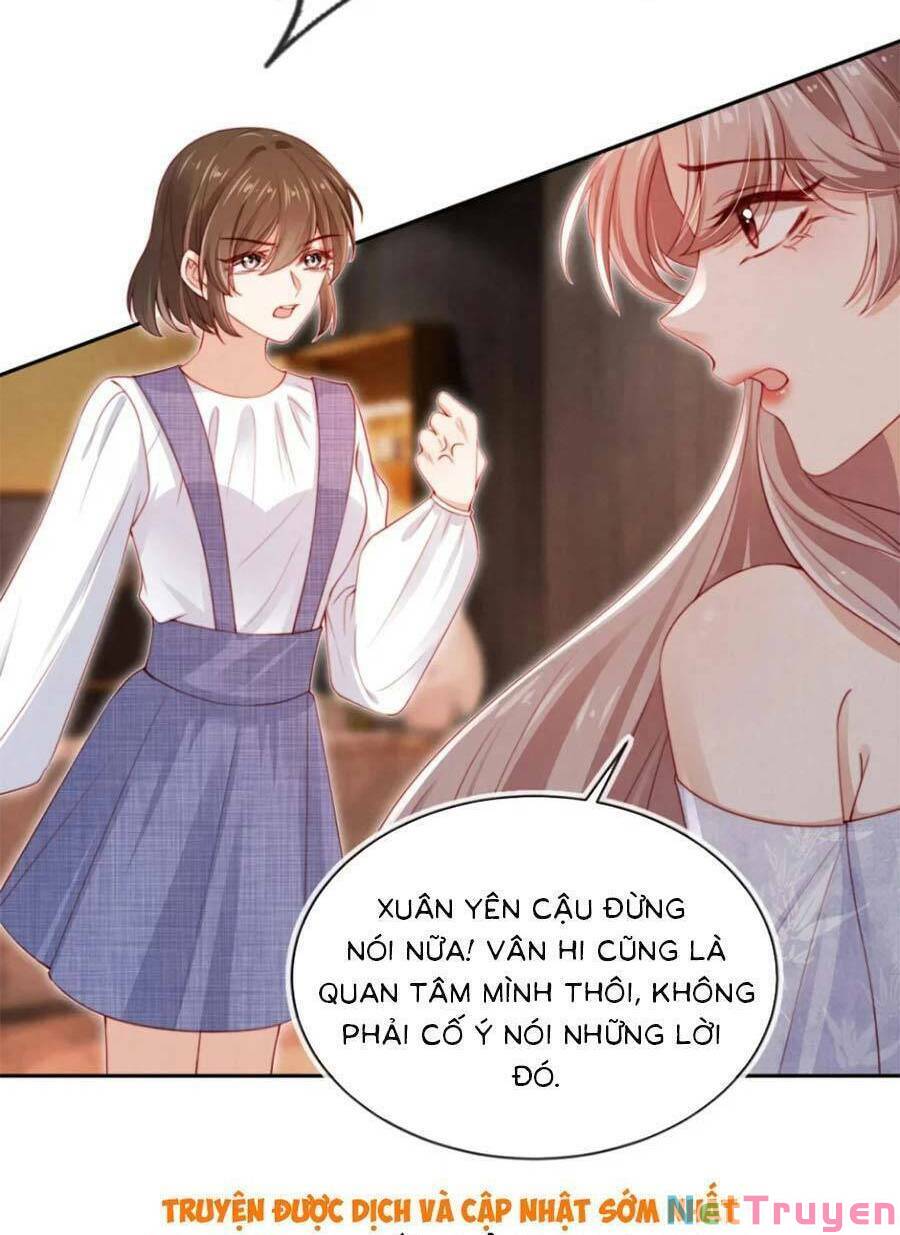 XUÂN YÊN CẬU ĐỪNG
NÓI NỮA! VÂN HI CŨNG LÀ
QUAN TÂM MÌNH THÔI, KHÔNG
PHẢI CỐ Ý NÓI NHỮNG LỜI
ĐÓ.
TRUYỆN ĐƯỢC DỊCH VÀ CẬP NHẬT SỚM NHẤT
NetTruyen